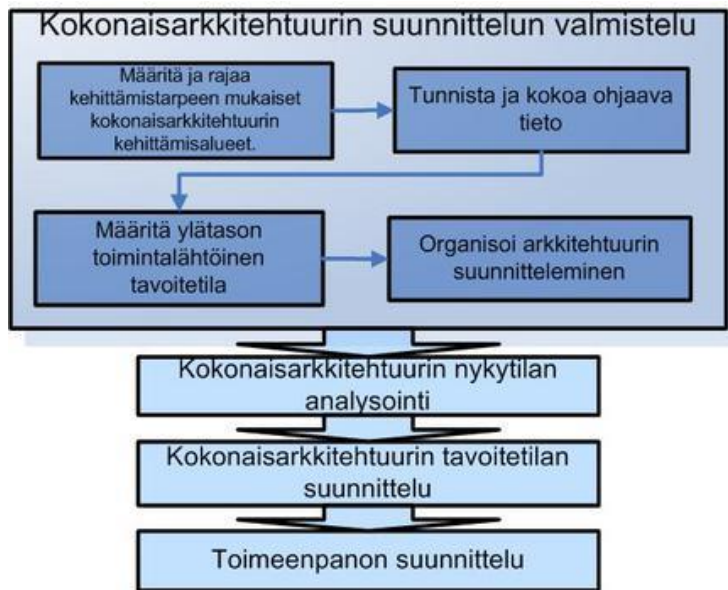 Kokonaisarkkitehtuurin suunnittelun valmistelu
Määritä ja rajaa
kehittämistarpeen mukaiset
kokonaisarkkitehtuurin
kehittämisalueet.
Tunnista ja kokoa ohjaava
tieto
Määritä ylätason
toimintalähtöinen
tavoitetila
Organisoi arkkitehtuurin
suunnitteleminen
Kokonaisarkkitehtuurin nykytilan
analysointi
Kokonaisarkkitehtuurin tavoitetilan
suunnittelu
Toimeenpanon suunnittelu